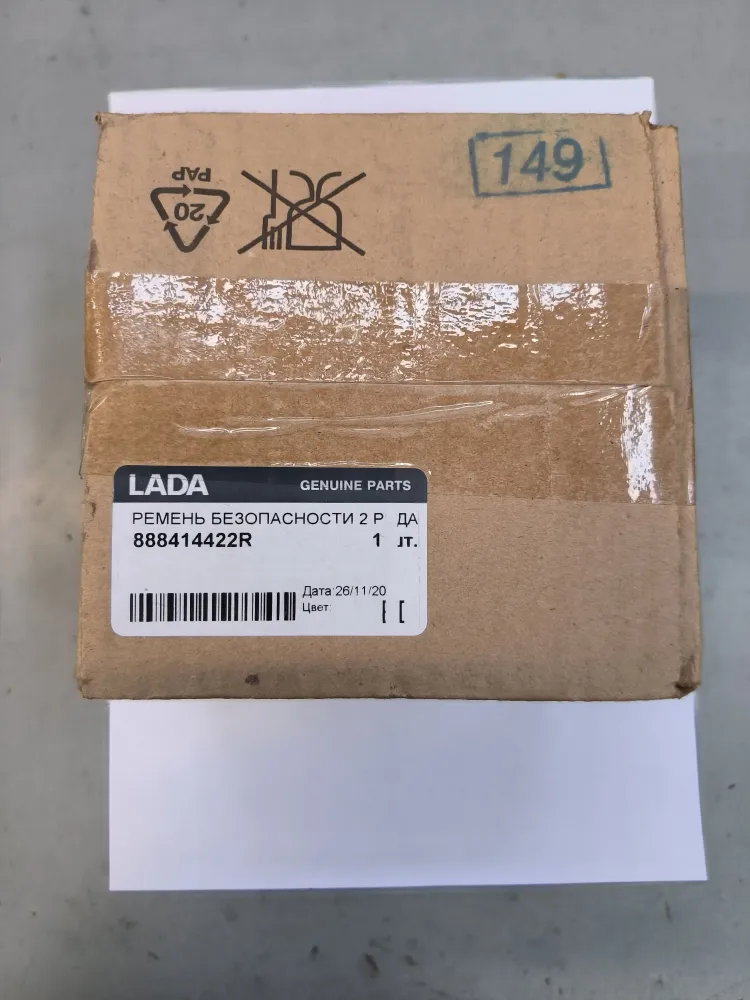 149
20
PAP
LADA GENUINE PARTS
РЕМЕНЬ БЕЗОПАСНОСТИ 2 Р ДА
888414422R 1 шт.
Дата:26/11/20
Цвет: